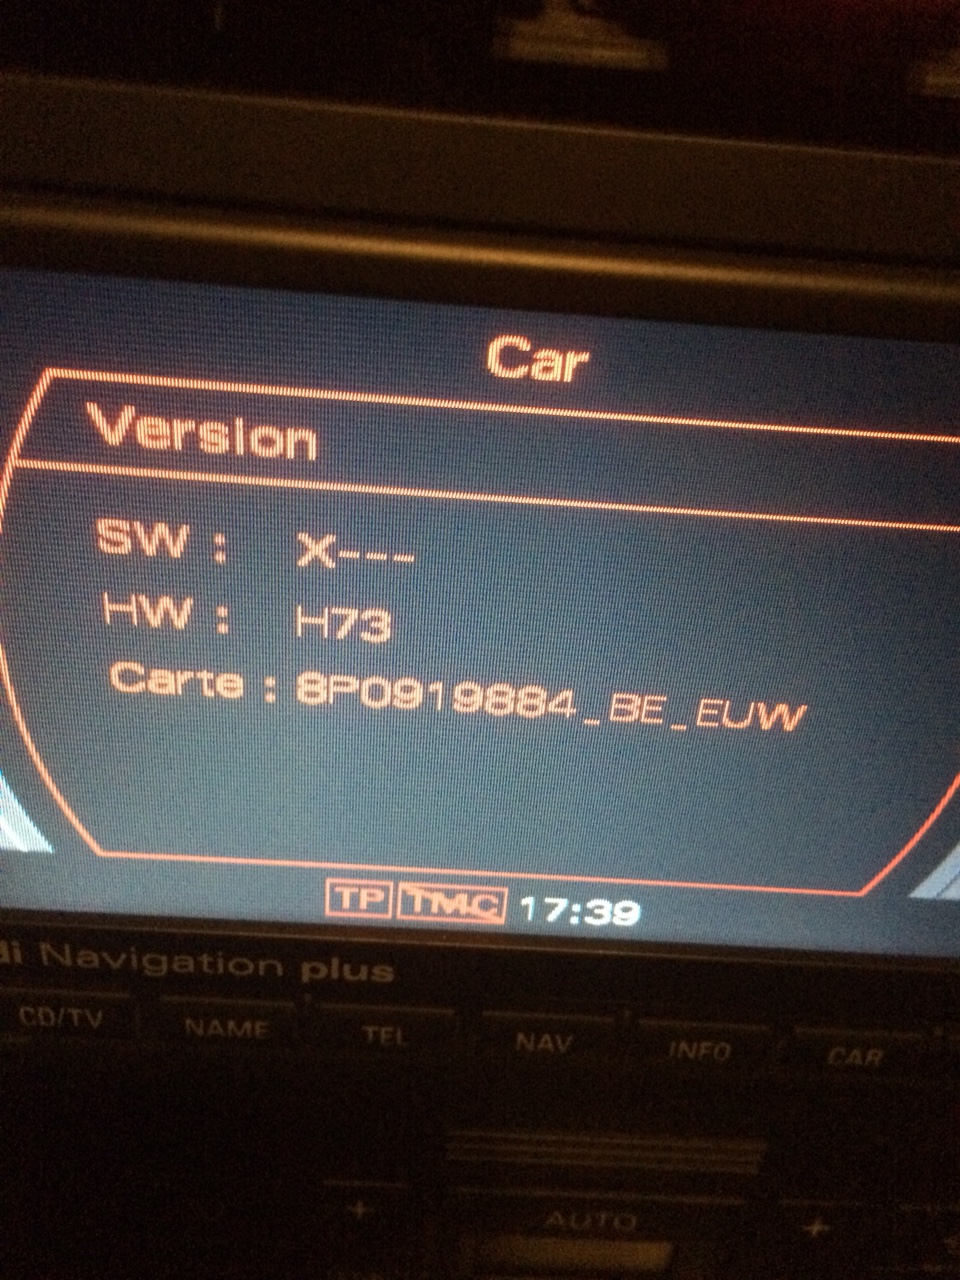 Car
Version
SW : X---
HW : H73
Carte : 8P0919884_BE_EUW
TP TMC 17:39
di Navigation plus
CD/TV NAME TEL NAV INFO CAR
+ AUTO +